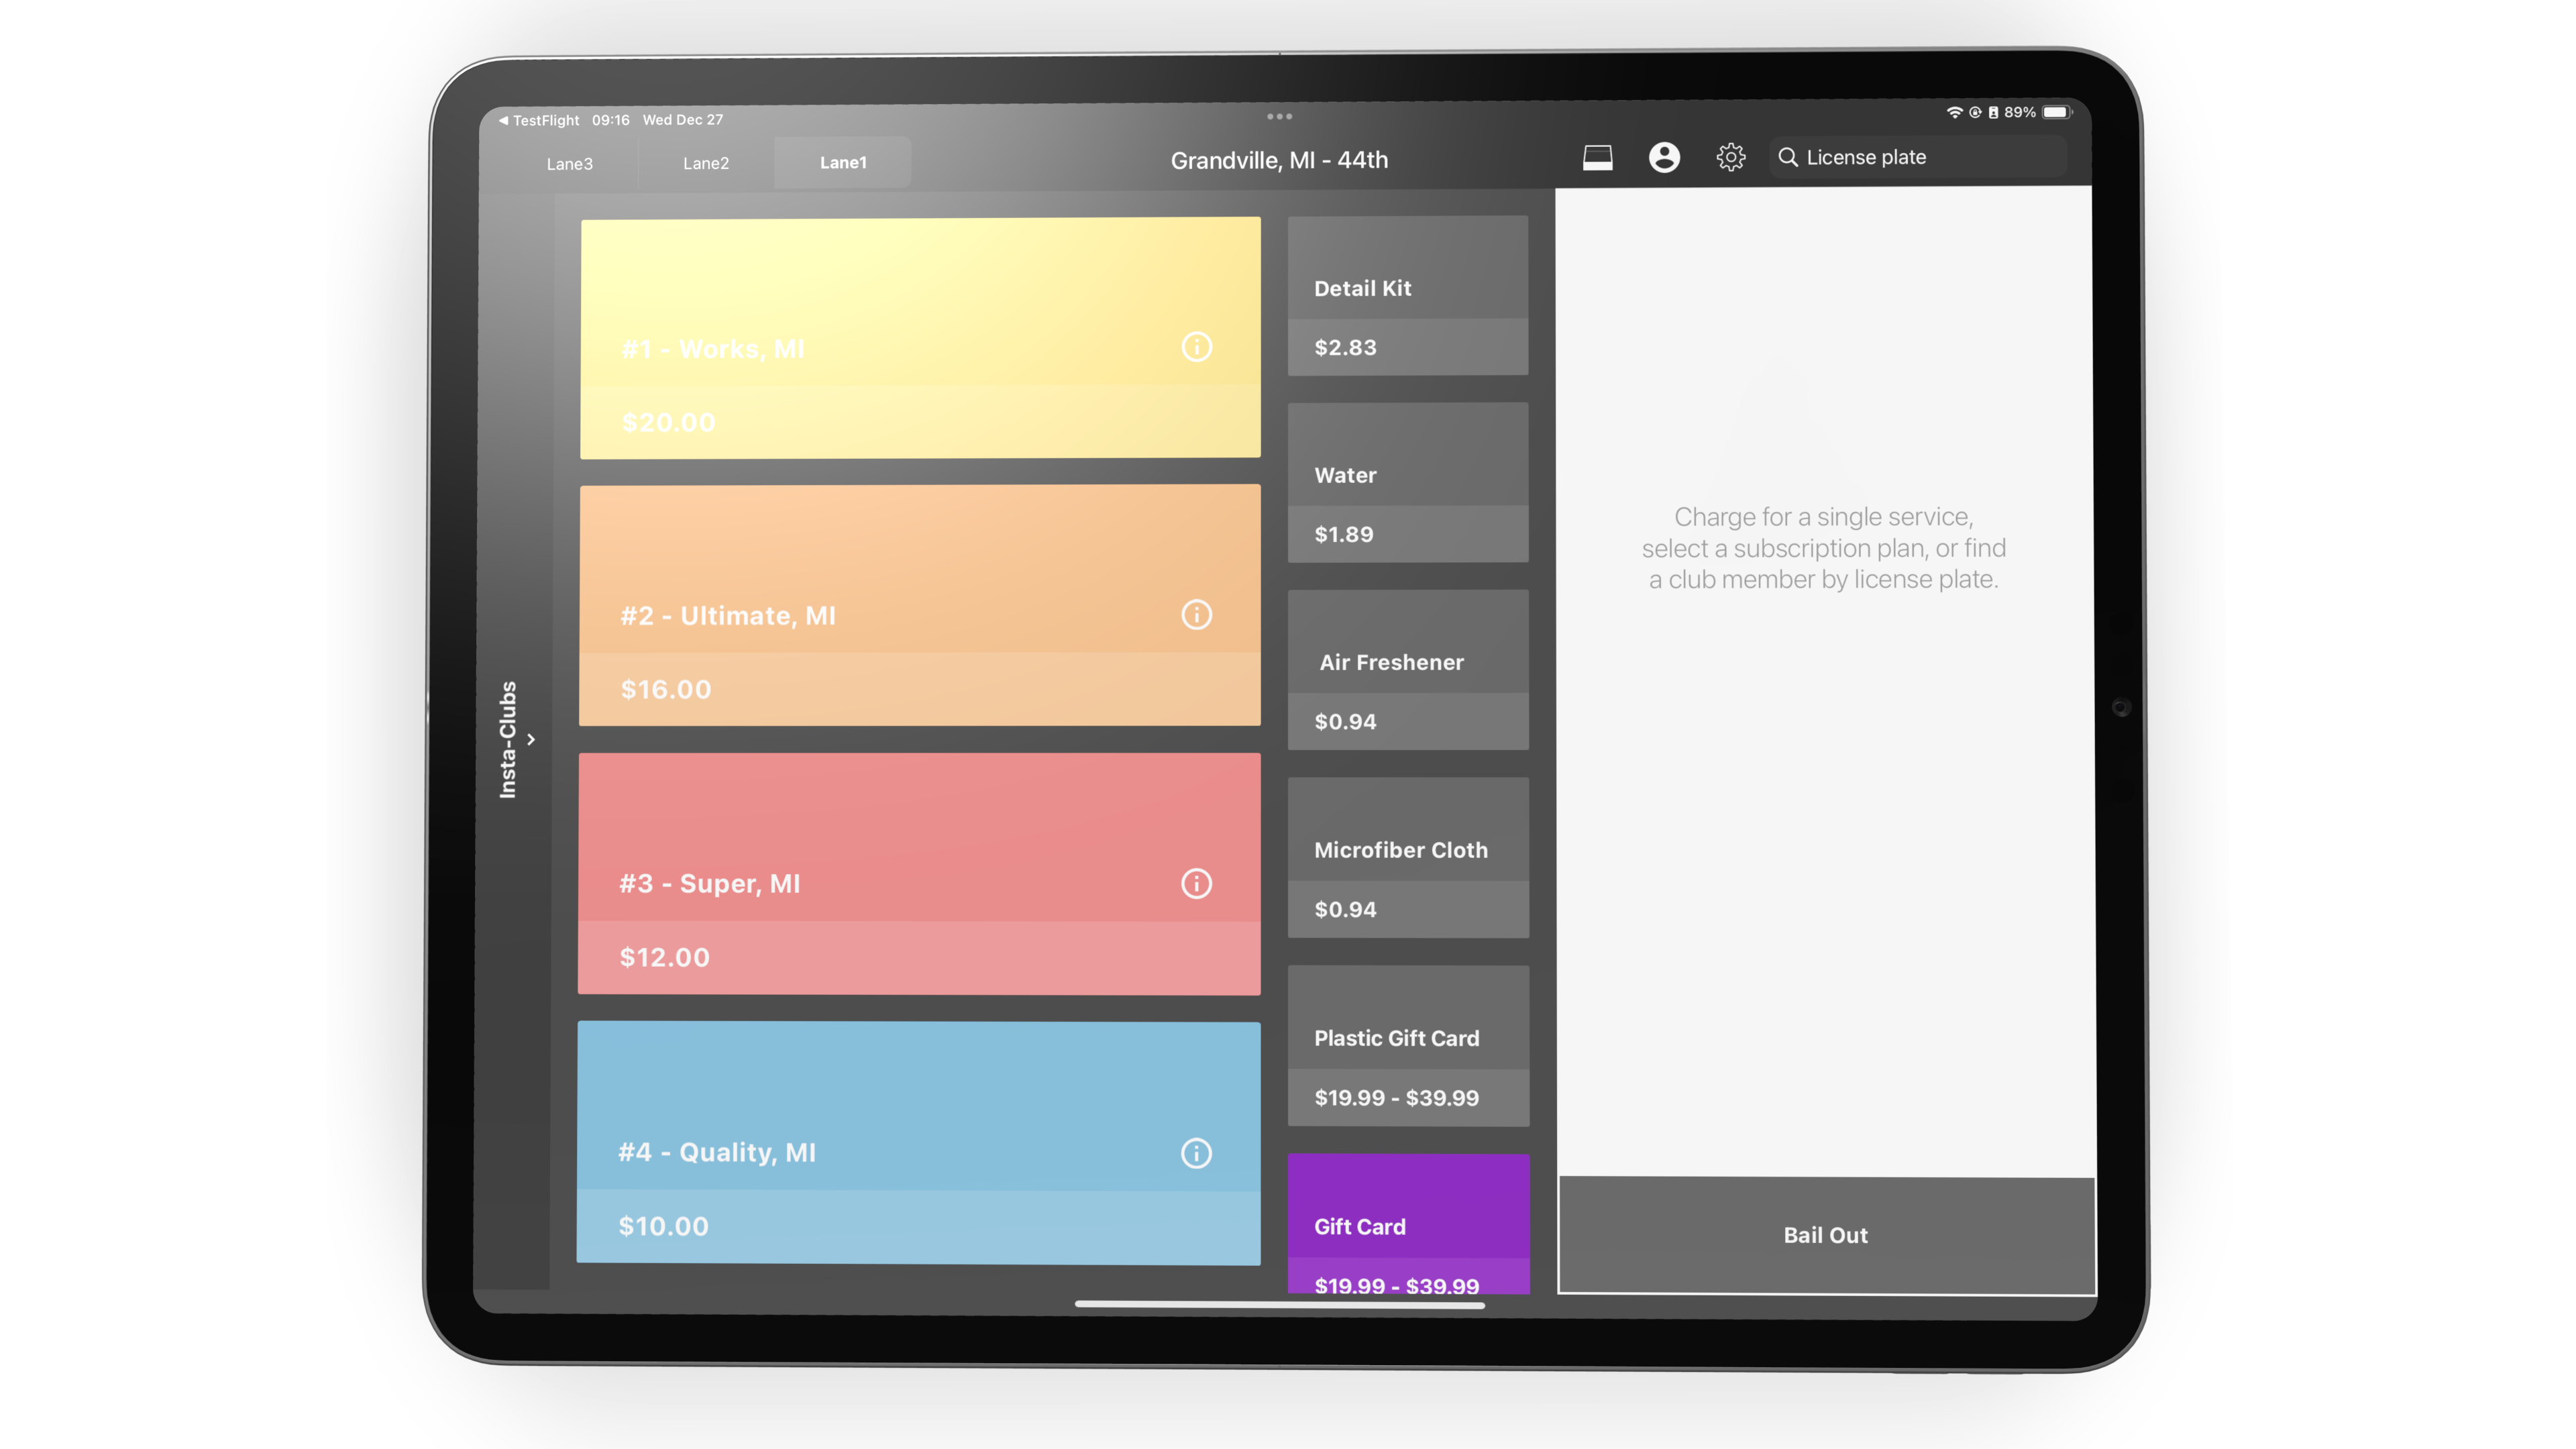 ◀ TestFlight 09:16 Wed Dec 27
89%
Lane3
Lane2
Lane1
Grandville, MI - 44th
License plate
Insta-Clubs
#1 - Works, MI
$20.00
#2 - Ultimate, MI
$16.00
#3 - Super, MI
$12.00
#4 - Quality, MI
$10.00
Detail Kit
$2.83
Water
$1.89
Air Freshener
$0.94
Microfiber Cloth
$0.94
Plastic Gift Card
$19.99 - $39.99
Gift Card
$19.99 - $39.99
Charge for a single service,
select a subscription plan, or find
a club member by license plate.
Bail Out